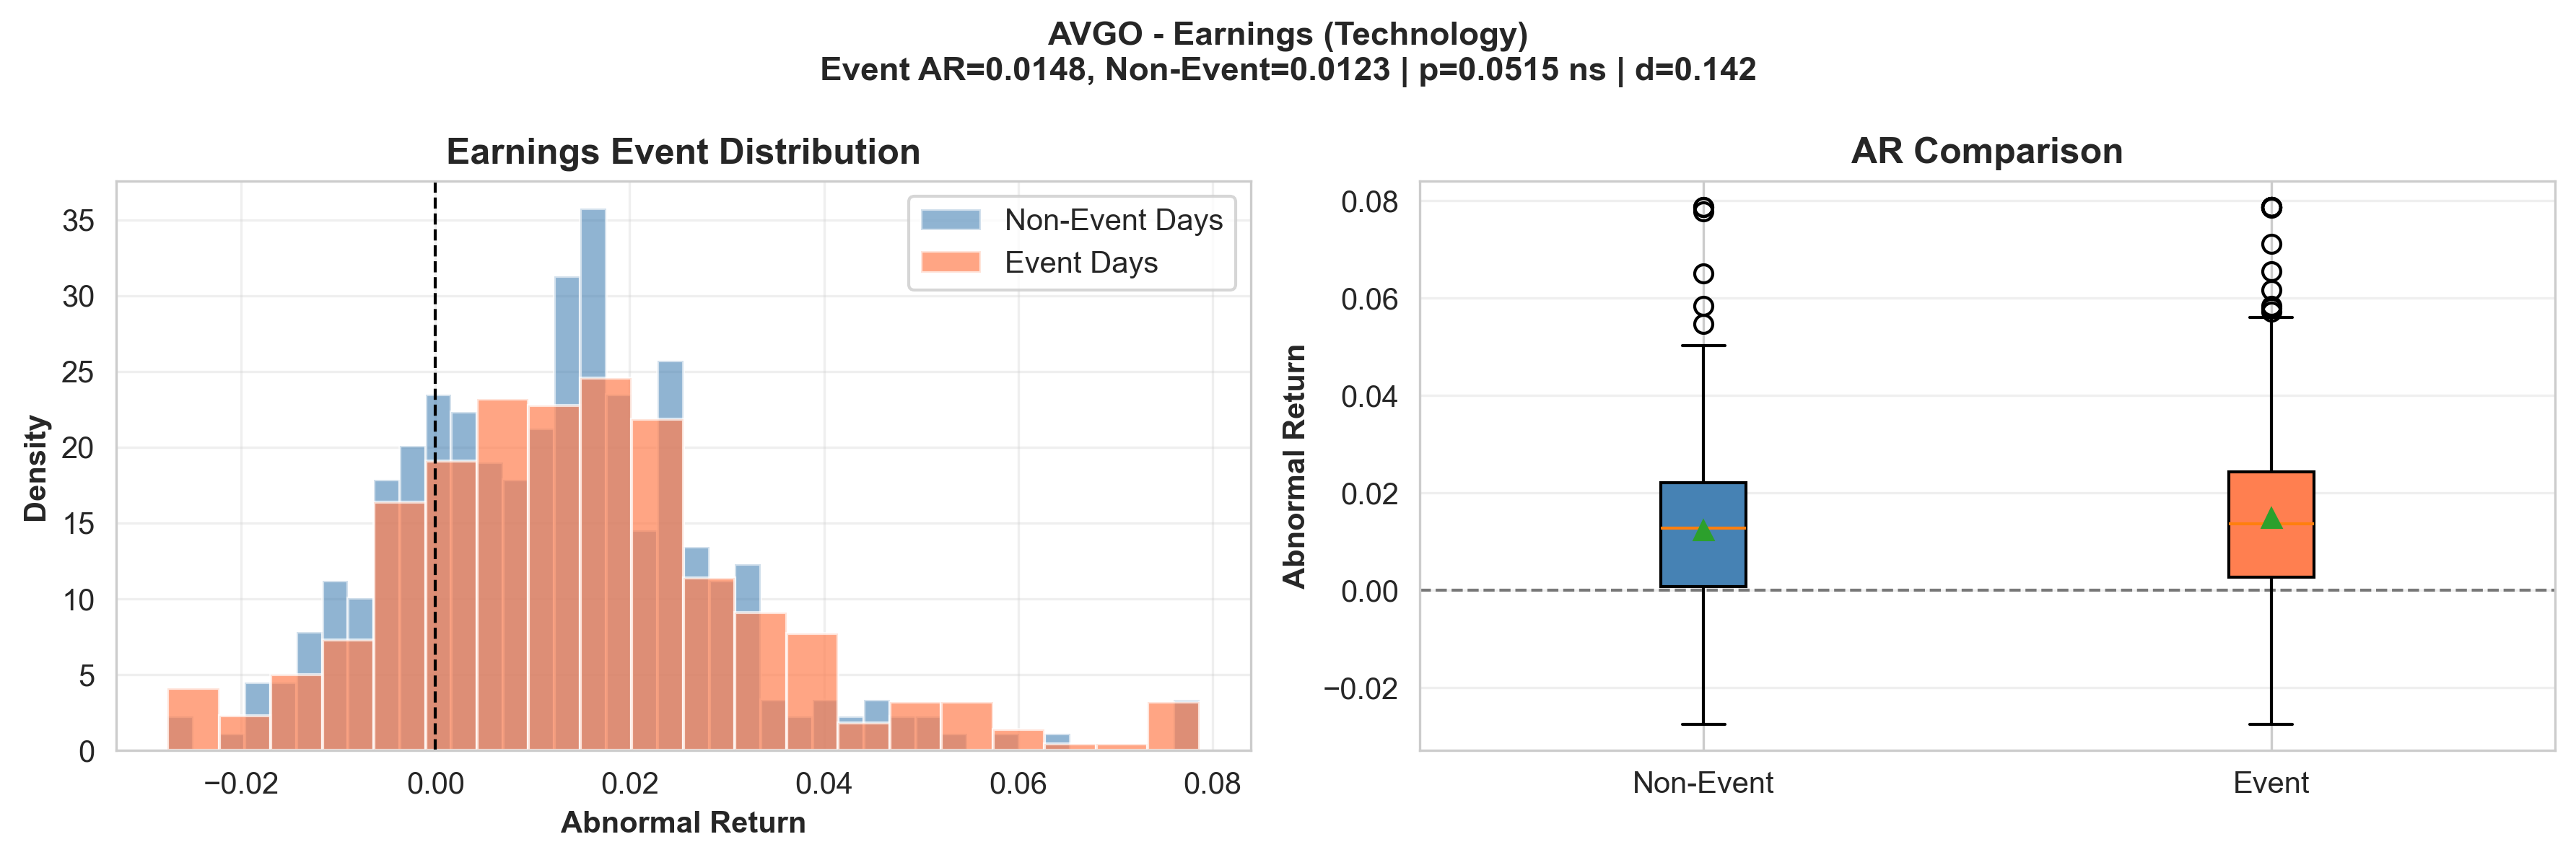 AVGO - Earnings (Technology)
Event AR=0.0148, Non-Event=0.0123 | p=0.0515 ns | d=0.142
Earnings Event Distribution
Non-Event Days
Event Days
Density
35
30
25
20
15
10
5
0
−0.02
0.00
0.02
0.04
0.06
0.08
Abnormal Return
AR Comparison
Abnormal Return
0.08
0.06
0.04
0.02
0.00
−0.02
Non-Event
Event